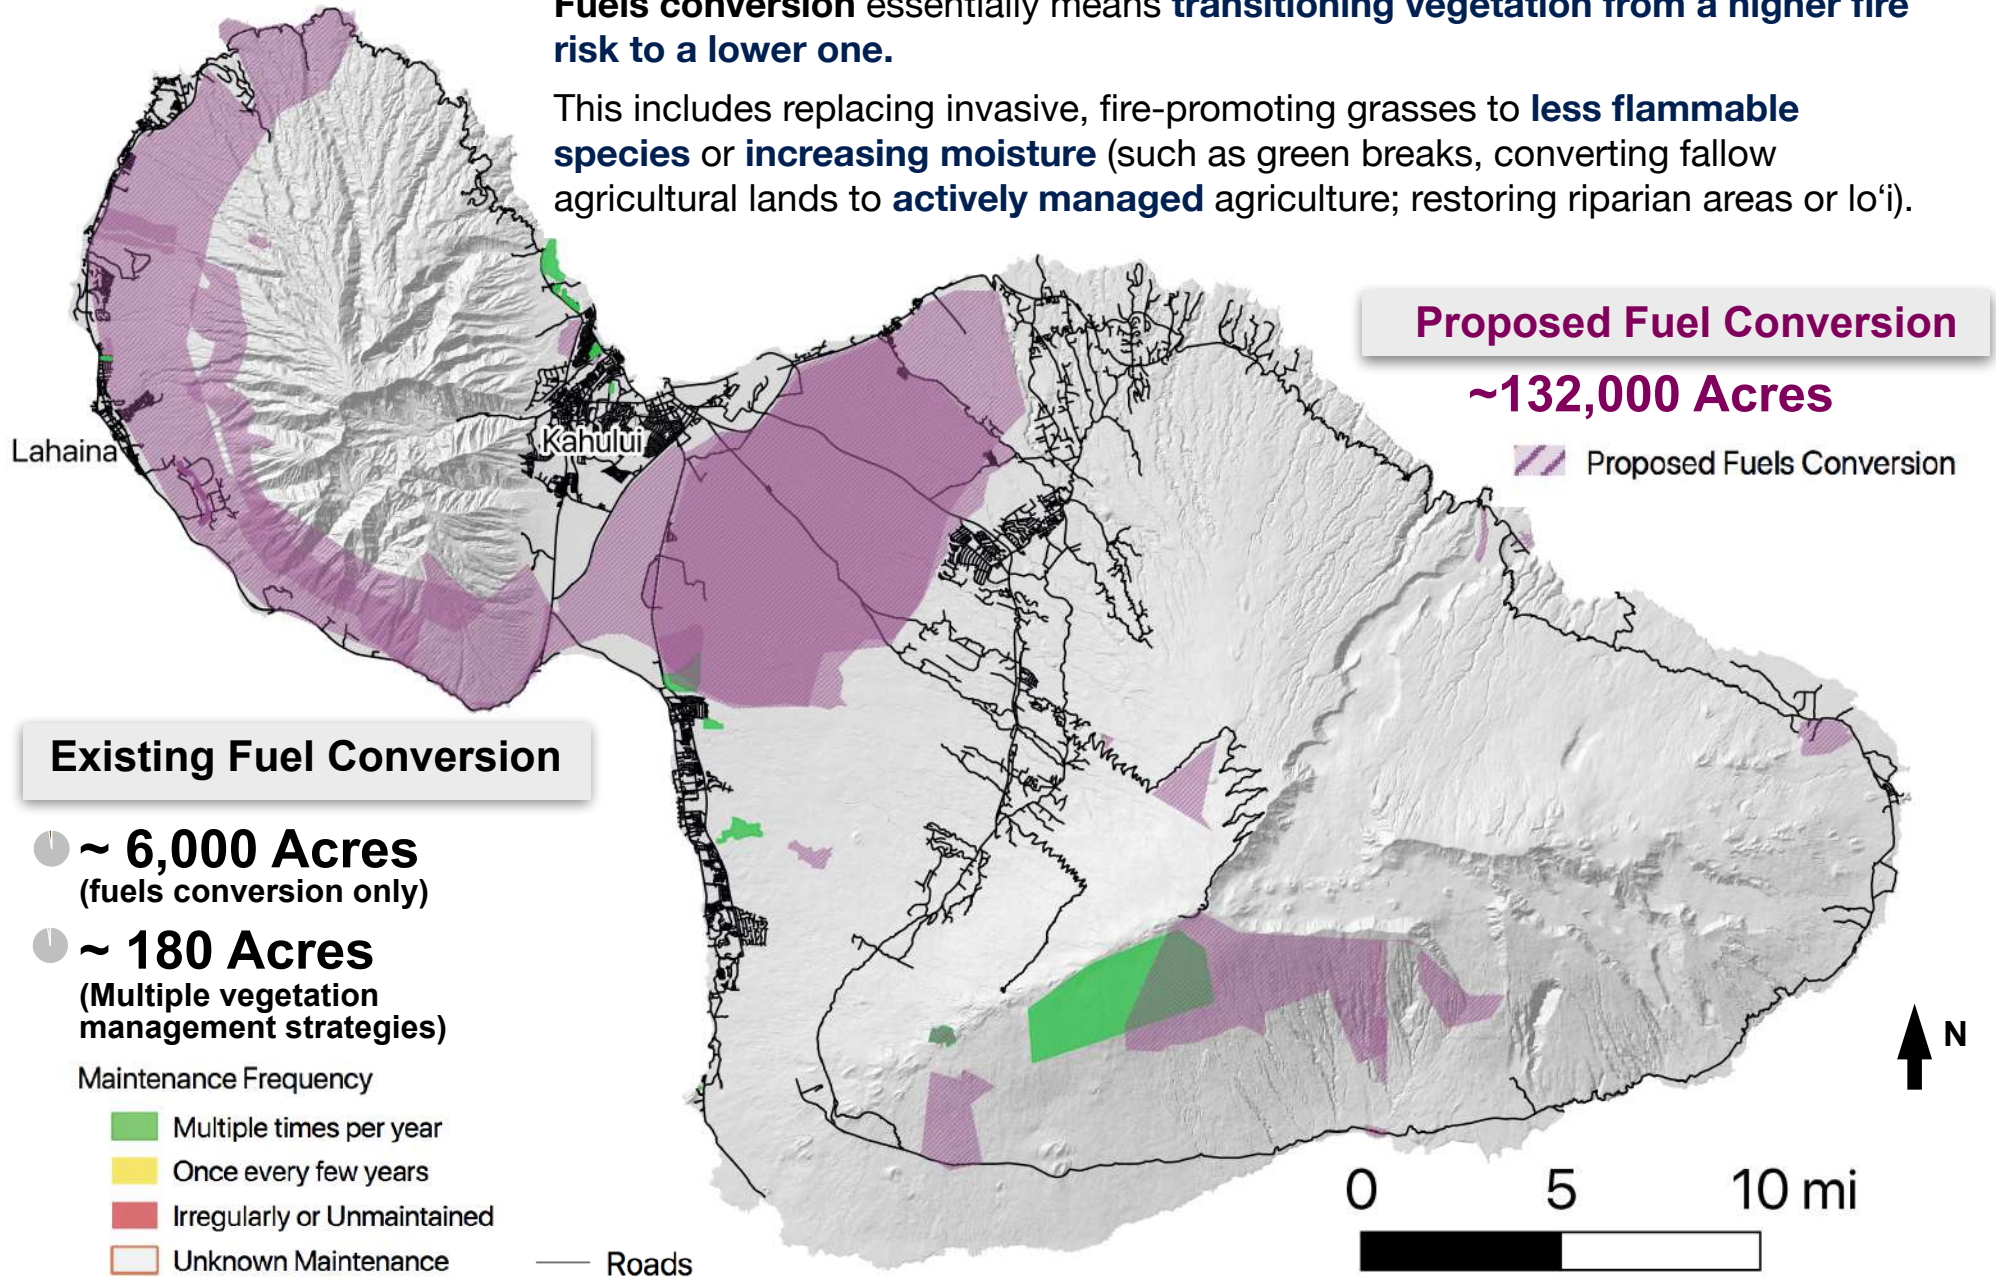 Fuels conversion essentially means transitioning vegetation from a higher fire
risk to a lower one.
This includes replacing invasive, fire-promoting grasses to less flammable
species or increasing moisture (such as green breaks, converting fallow
agricultural lands to actively managed agriculture; restoring riparian areas or loʻi).
Proposed Fuel Conversion
~132,000 Acres
Proposed Fuels Conversion
Lahaina
Kahului
Existing Fuel Conversion
~ 6,000 Acres
(fuels conversion only)
~ 180 Acres
(Multiple vegetation
management strategies)
Maintenance Frequency
Multiple times per year
Once every few years
Irregularly or Unmaintained
Unknown Maintenance
Roads
N
0 5 10 mi